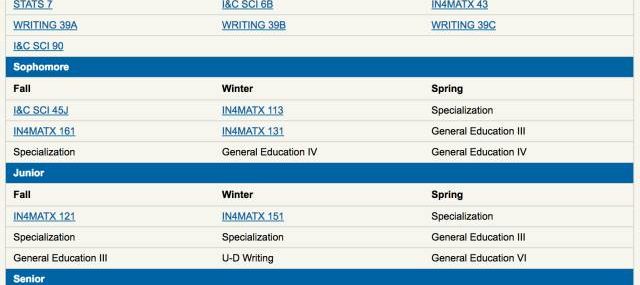 STATS 7 I&C SCI 6B IN4MATX 43
WRITING 39A WRITING 39B WRITING 39C
I&C SCI 90
Sophomore
Fall Winter Spring
I&C SCI 45J IN4MATX 113 Specialization
IN4MATX 161 IN4MATX 131 General Education III
Specialization General Education IV General Education IV
Junior
Fall Winter Spring
IN4MATX 121 IN4MATX 151 Specialization
Specialization Specialization General Education III
General Education III U-D Writing General Education VI
Senior